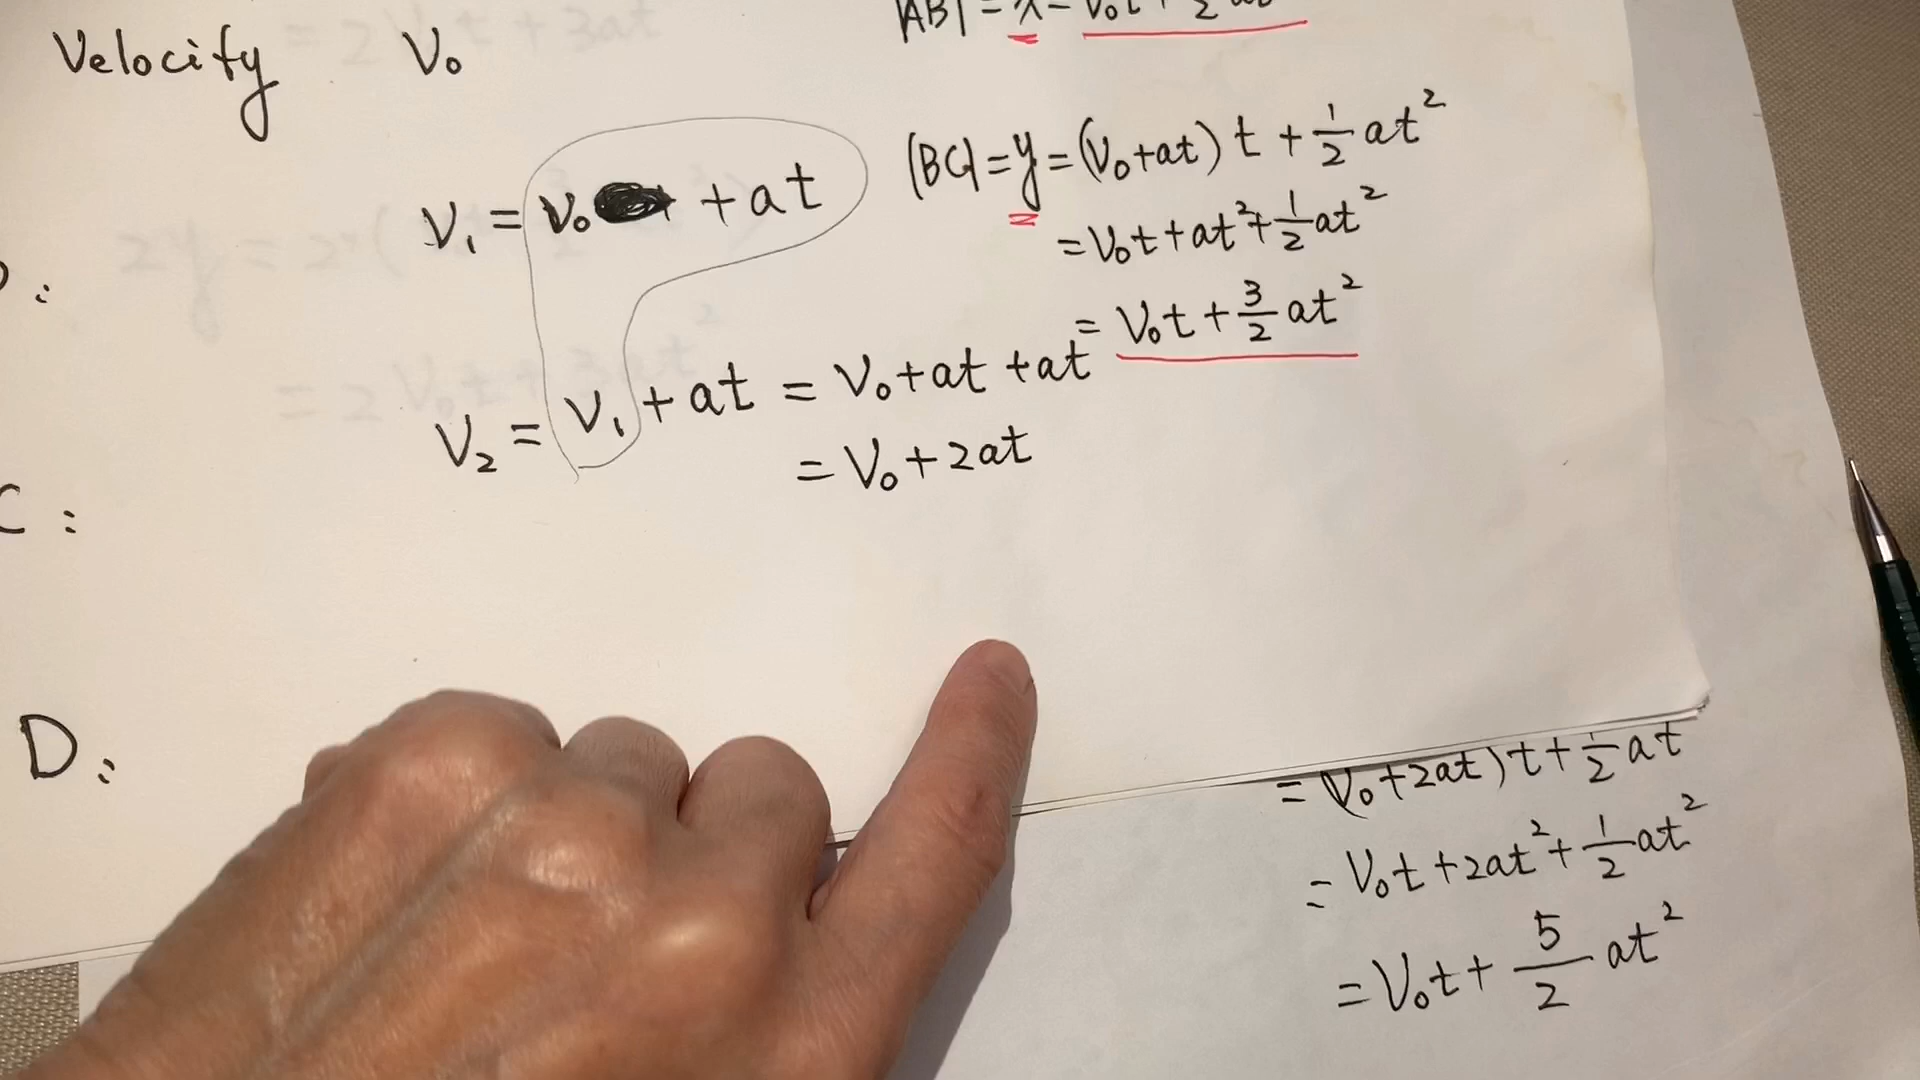 Velocity V₀
|AB| = x = V₀t + ½at²
V₁ = V₀ + at
|BC| = y = (V₀+at)t + ½at²
= V₀t + at² + ½at²
= V₀t + 3/2 at²
V₂ = V₁ + at = V₀ + at + at
= V₀ + 2at
C:
D:
= (V₀+2at)t + ½at
= V₀t + 2at² + ½at²
= V₀t + 5/2 at²